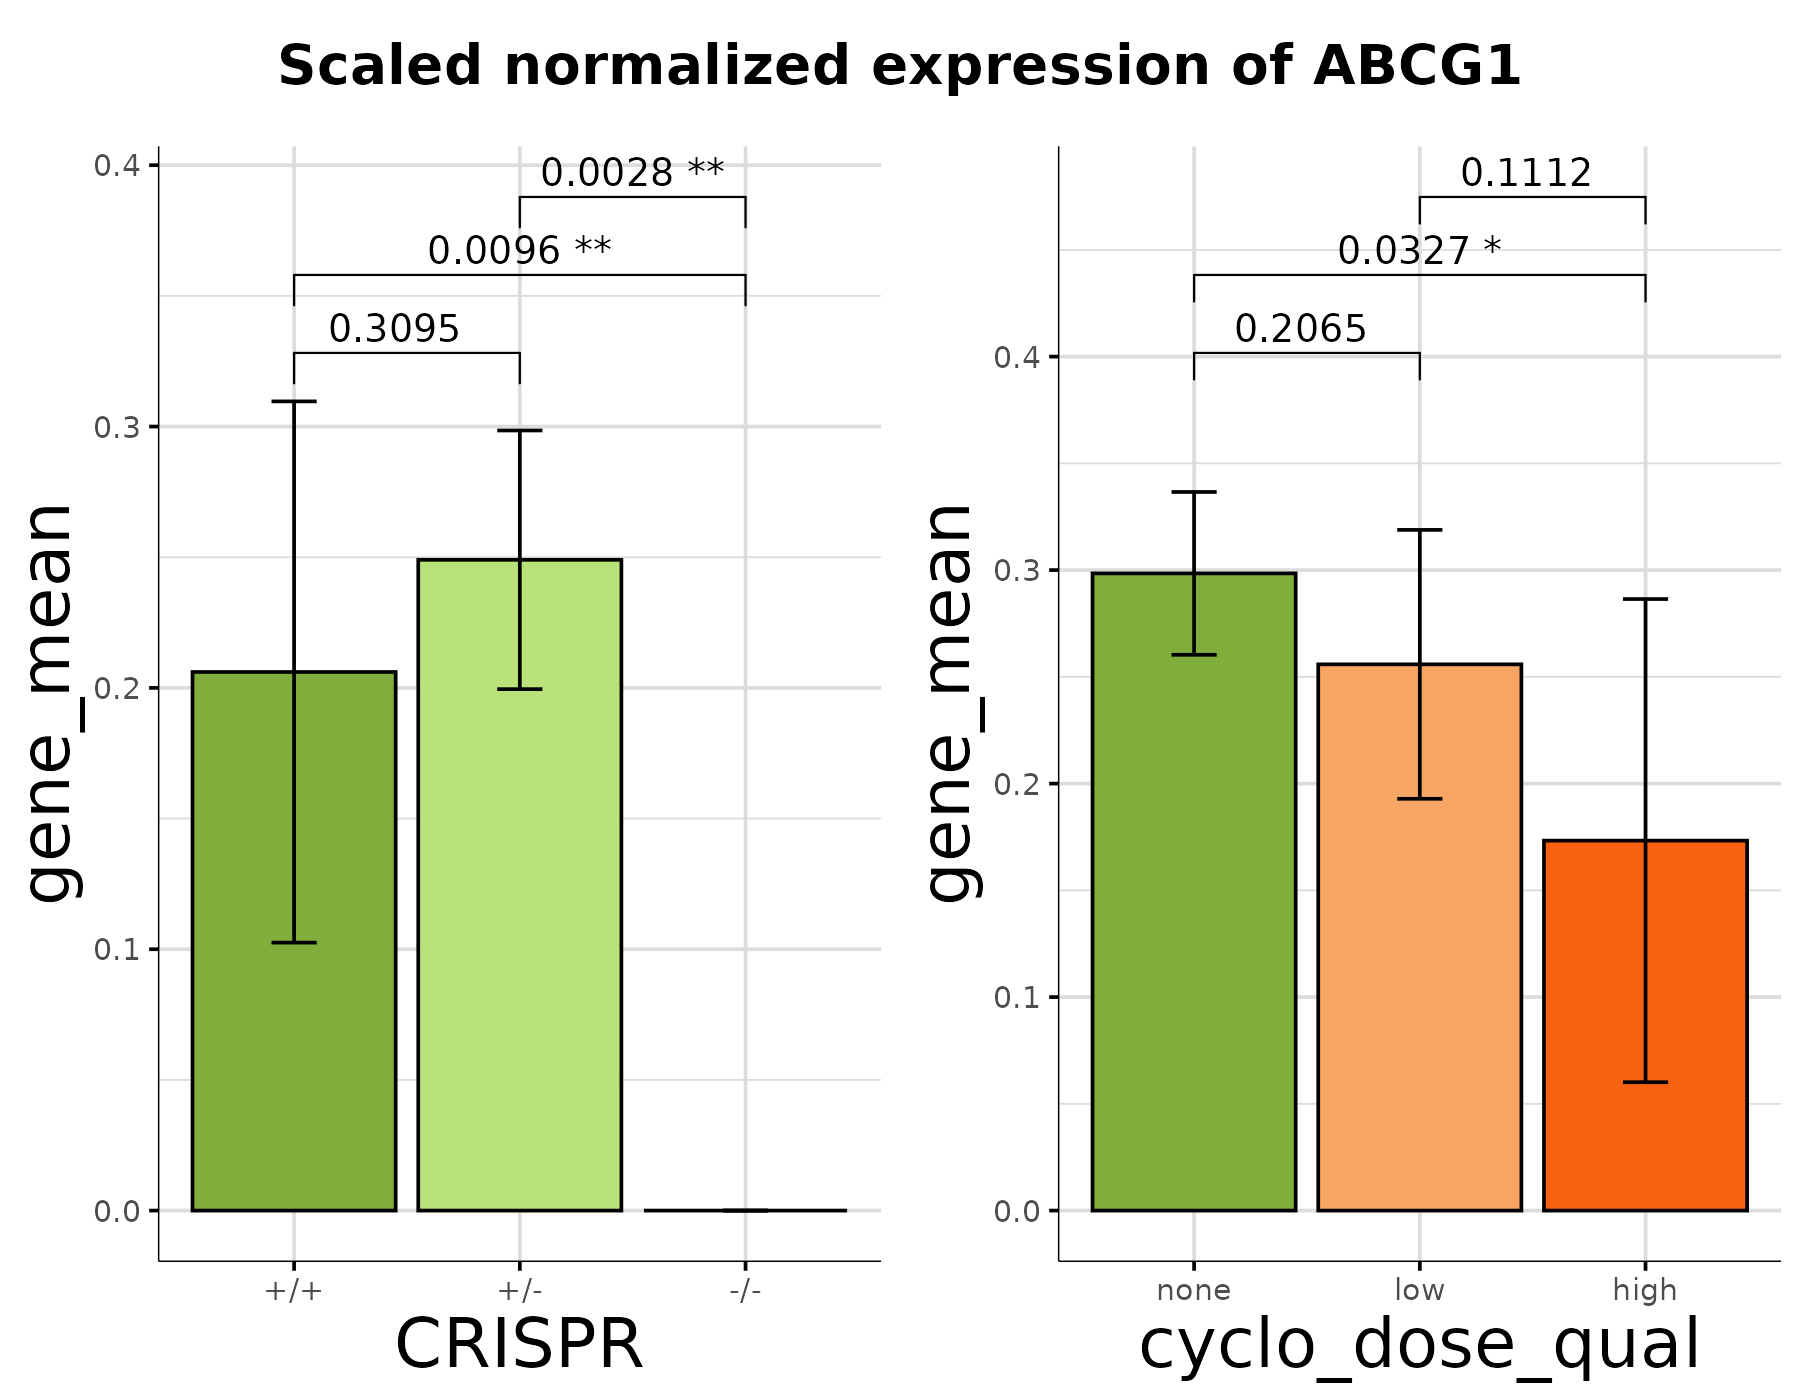 Scaled normalized expression of ABCG1
gene_mean
0.4
0.3
0.2
0.1
0.0
0.0028 **
0.0096 **
0.3095
+/+
+/-
-/-
CRISPR
gene_mean
0.4
0.3
0.2
0.1
0.0
0.1112
0.0327 *
0.2065
none
low
high
cyclo_dose_qual